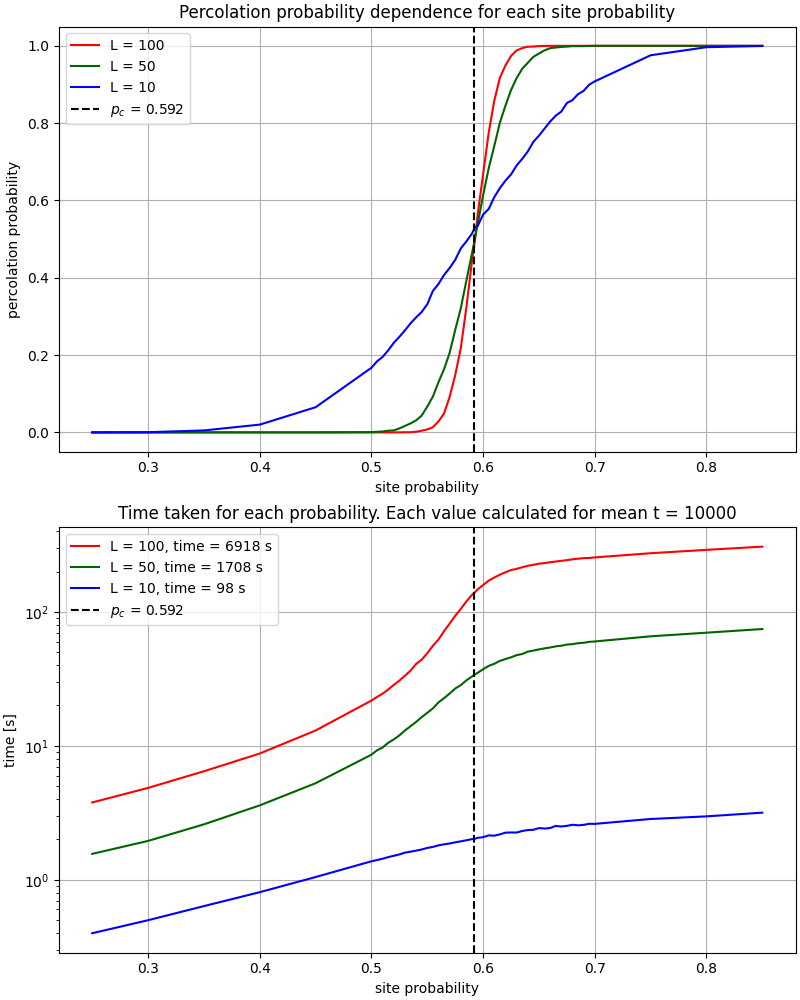 Percolation probability dependence for each site probability
L = 100
L = 50
L = 10
p_c = 0.592
percolation probability
1.0
0.8
0.6
0.4
0.2
0.0
0.3 0.4 0.5 0.6 0.7 0.8
site probability
Time taken for each probability. Each value calculated for mean t = 10000
L = 100, time = 6918 s
L = 50, time = 1708 s
L = 10, time = 98 s
p_c = 0.592
time [s]
10²
10¹
10⁰
0.3 0.4 0.5 0.6 0.7 0.8
site probability